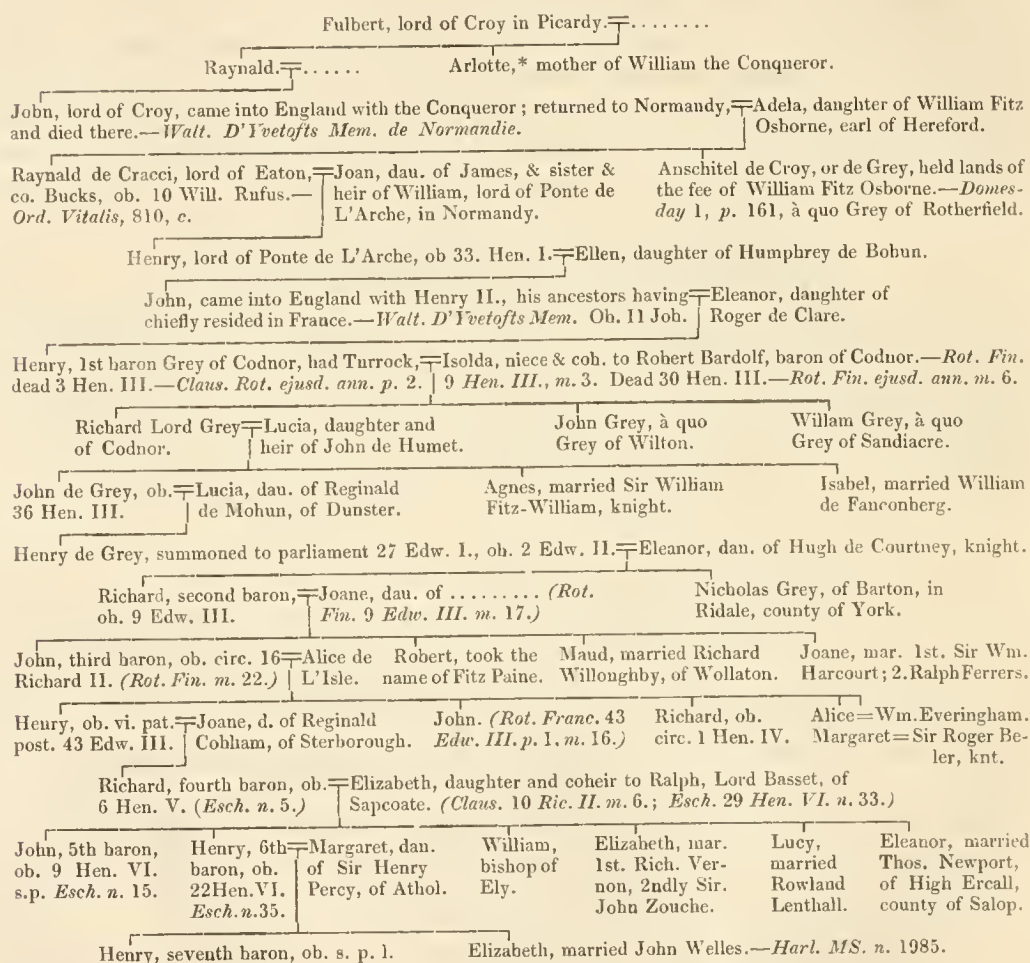 Fulbert, lord of Croy in Picardy.=........
Raynald.=...... Arlotte,* mother of William the Conqueror.
John, lord of Croy, came into England with the Conqueror; returned to Normandy,=Adela, daughter of William Fitz
and died there.—Walt. D'Yvetofts Mem. de Normandie. Osborne, earl of Hereford.
Raynald de Cracci, lord of Eaton,=Joan, dau. of James, & sister & Anschitel de Croy, or de Grey, held lands of
co. Bucks, ob. 10 Will. Rufus.— heir of William, lord of Ponte de the fee of William Fitz Osborne.—Domes-
Ord. Vitalis, 810, c. L'Arche, in Normandy. day 1, p. 161, à quo Grey of Rotherfield.
Henry, lord of Ponte de L'Arche, ob 33. Hen. I.=Ellen, daughter of Humphrey de Bohun.
John, came into England with Henry II., his ancestors having=Eleanor, daughter of
chiefly resided in France.—Walt. D'Yvetofts Mem. Ob. 11 Joh. Roger de Clare.
Henry, 1st baron Grey of Codnor, had Turrock,=Isolda, niece & coh. to Robert Bardolf, baron of Codnor.—Rot. Fin.
dead 3 Hen. III.—Claus. Rot. ejusd. ann. p. 2. 9 Hen. III., m. 3. Dead 30 Hen. III.—Rot. Fin. ejusd. ann. m. 6.
Richard Lord Grey=Lucia, daughter and John Grey, à quo Willam Grey, à quo
of Codnor. heir of John de Humet. Grey of Wilton. Grey of Sandiacre.
John de Grey, ob.=Lucia, dau. of Reginald Agnes, married Sir William Isabel, married William
36 Hen. III. de Mohun, of Dunster. Fitz-William, knight. de Fauconberg.
Henry de Grey, summoned to parliament 27 Edw. I., ob. 2 Edw. II.=Eleanor, dau. of Hugh de Courtney, knight.
Richard, second baron,=Joane, dau. of ......... (Rot. Nicholas Grey, of Barton, in
ob. 9 Edw. III. Fin. 9 Edw. III. m. 17.) Ridale, county of York.
John, third baron, ob. circ. 16=Alice de Robert, took the Maud, married Richard Joane, mar. 1st. Sir Wm.
Richard II. (Rot. Fin. m. 22.) L'Isle. name of Fitz Paine. Willoughby, of Wollaton. Harcourt; 2. Ralph Ferrers.
Henry, ob. vi. pat.=Joane, d. of Reginald John. (Rot. Franc. 43 Richard, ob. Alice=Wm. Everingham.
post. 43 Edw. III. Cobham, of Sterborough. Edw. III. p. 1, m. 16.) circ. 1 Hen. IV. Margaret=Sir Roger Be-
ler, knt.
Richard, fourth baron, ob.=Elizabeth, daughter and coheir to Ralph, Lord Basset, of
6 Hen. V. (Esch. n. 5.) Sapcoate. (Claus. 10 Ric. II. m. 6.; Esch. 29 Hen. VI. n. 33.)
John, 5th baron, Henry, 6th=Margaret, dau. William, Elizabeth, mar. Lucy, Eleanor, married
ob. 9 Hen. VI. baron, ob. of Sir Henry bishop of 1st. Rich. Ver- married Thos. Newport,
s.p. Esch. n. 15. 22 Hen. VI. Percy, of Athol. Ely. non, 2ndly Sir. Rowland of High Ercall,
Esch. n. 35. John Zouche. Lenthall. county of Salop.
Henry, seventh baron, ob. s. p. l. Elizabeth, married John Welles.—Harl. MS. n. 1985.